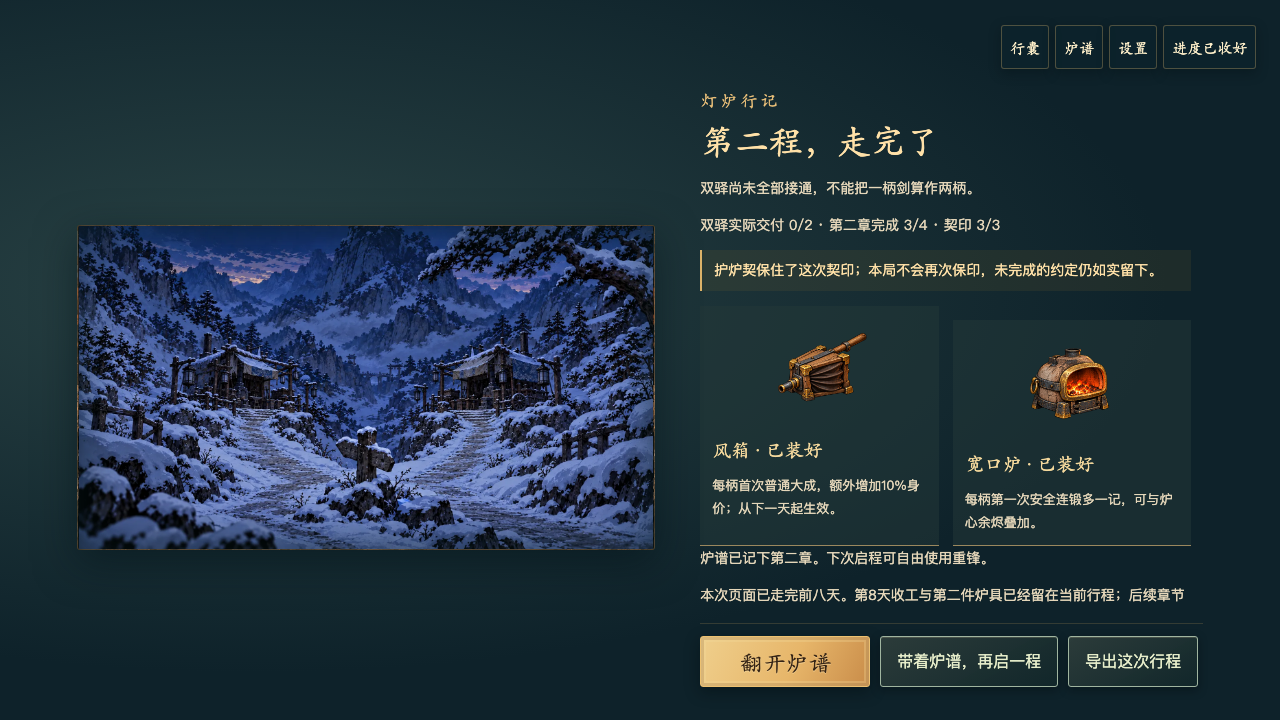 行囊
炉谱
设置
进度已收好
灯炉行记
第二程，走完了
双驿尚未全部接通，不能把一柄剑算作两柄。
双驿实际交付 0/2 · 第二章完成 3/4 · 契印 3/3
护炉契保住了这次契印；本局不会再次保印，未完成的约定仍如实留下。
风箱 · 已装好
每柄首次普通大成，额外增加10%身
价；从下一天起生效。
宽口炉 · 已装好
每柄第一次安全连锻多一记，可与炉
心余烬叠加。
炉谱已记下第二章。下次启程可自由使用重锋。
本次页面已走完前八天。第8天收工与第二件炉具已经留在当前行程；后续章节
翻开炉谱
带着炉谱，再启一程
导出这次行程